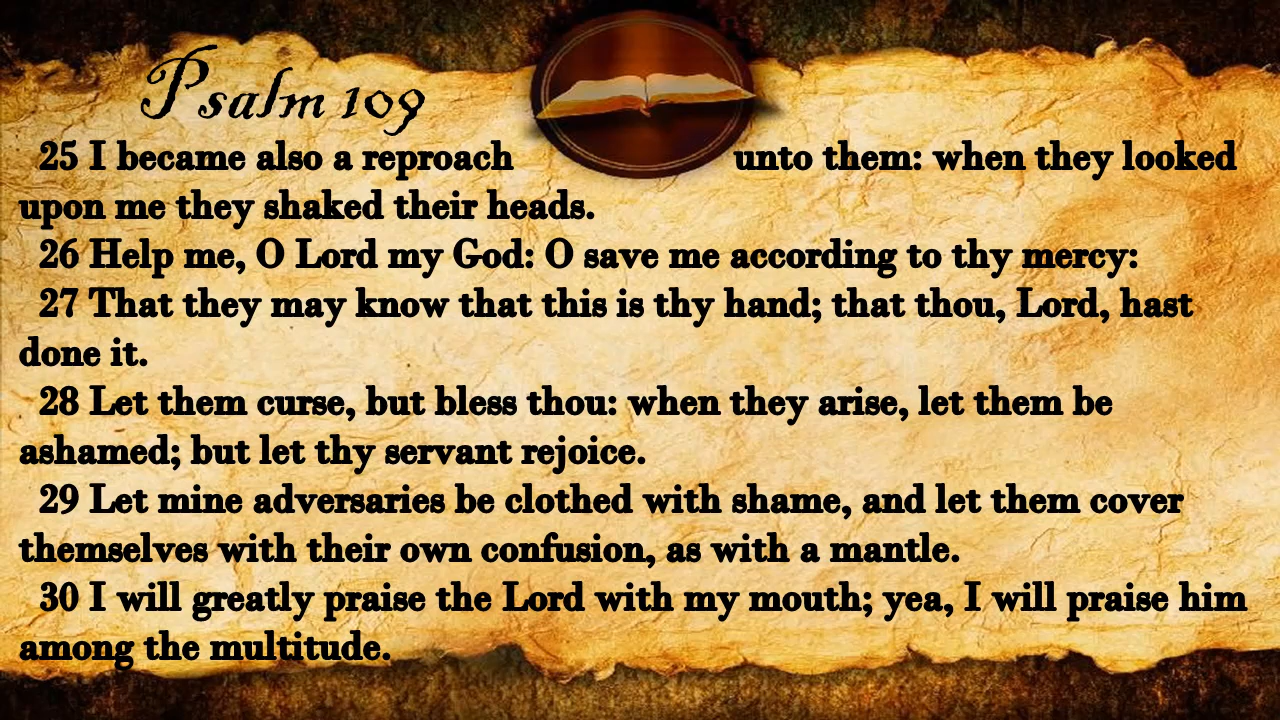 Psalm 109
25 I became also a reproach unto them: when they looked
upon me they shaked their heads.
26 Help me, O Lord my God: O save me according to thy mercy:
27 That they may know that this is thy hand; that thou, Lord, hast
done it.
28 Let them curse, but bless thou: when they arise, let them be
ashamed; but let thy servant rejoice.
29 Let mine adversaries be clothed with shame, and let them cover
themselves with their own confusion, as with a mantle.
30 I will greatly praise the Lord with my mouth; yea, I will praise him
among the multitude.